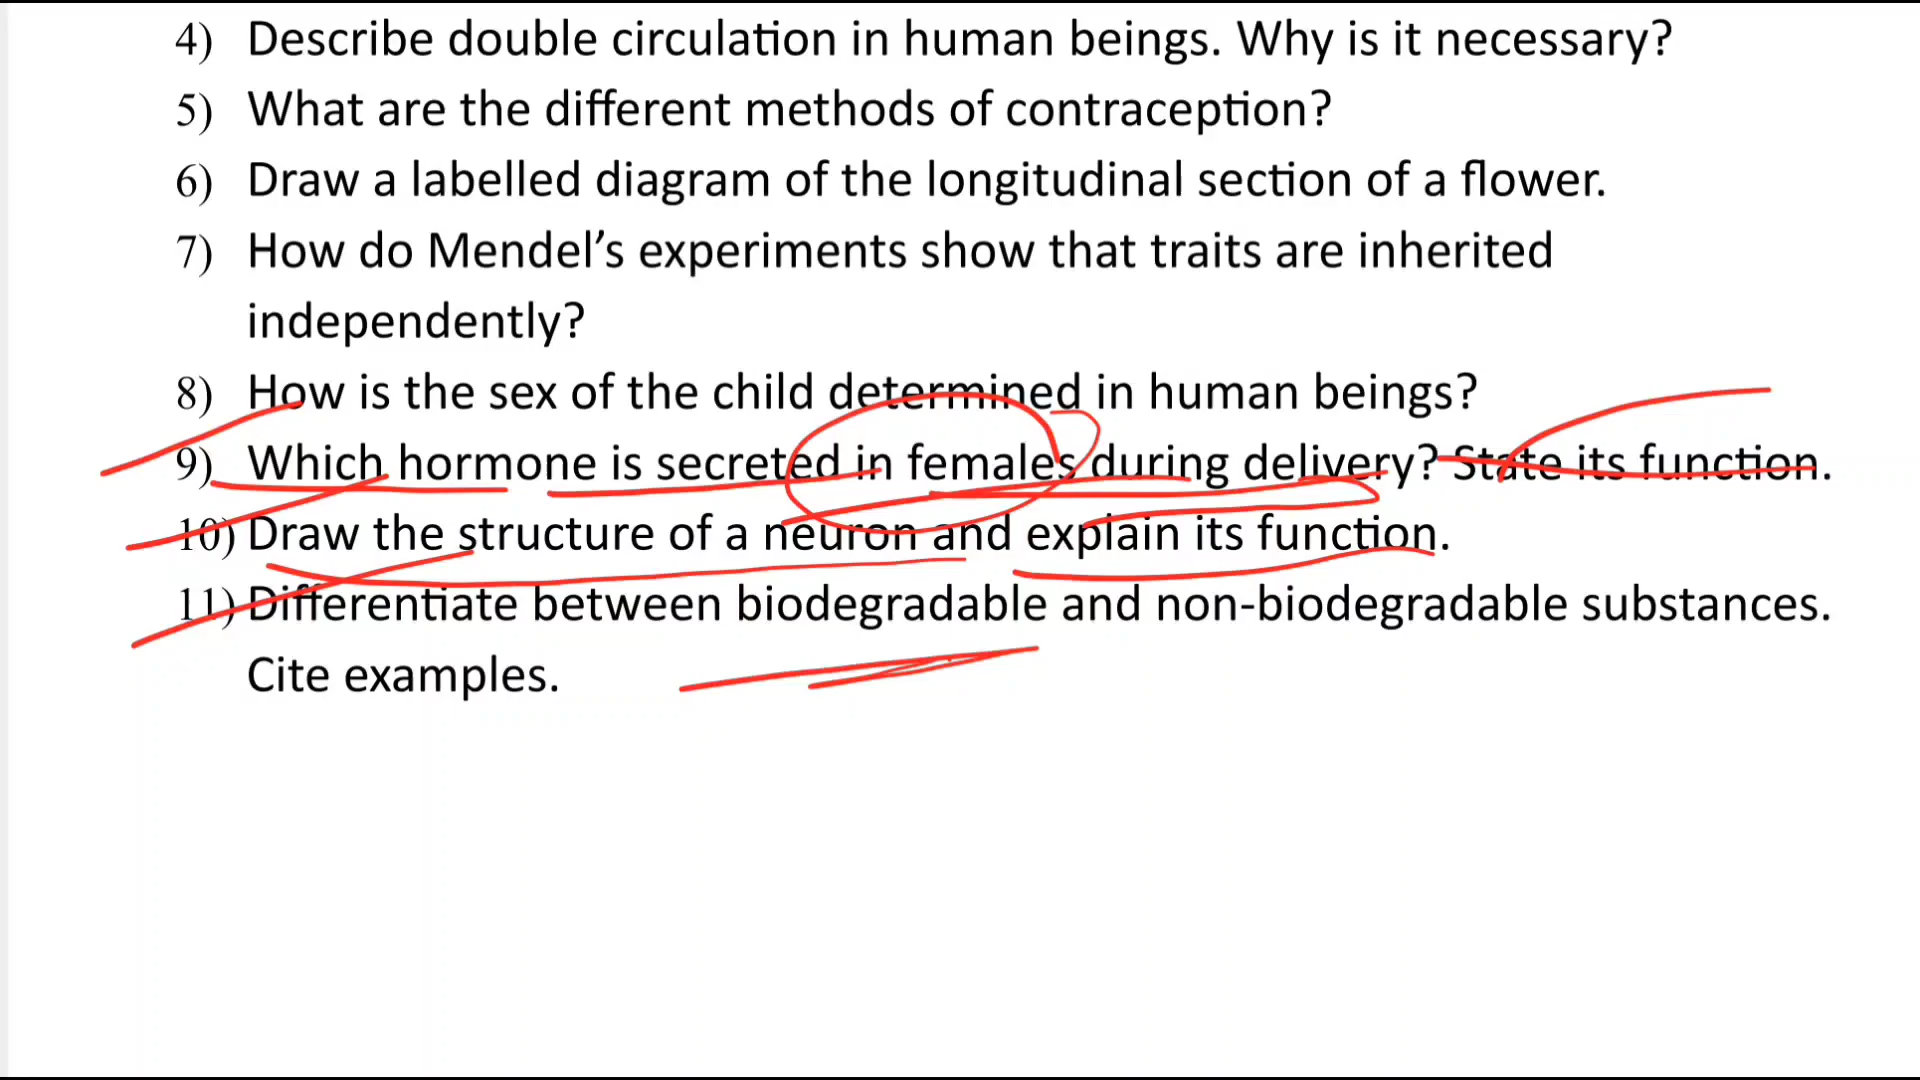 4) Describe double circulation in human beings. Why is it necessary?
5) What are the different methods of contraception?
6) Draw a labelled diagram of the longitudinal section of a flower.
7) How do Mendel’s experiments show that traits are inherited
independently?
8) How is the sex of the child determined in human beings?
9) Which hormone is secreted in females during delivery? State its function.
10) Draw the structure of a neuron and explain its function.
11) Differentiate between biodegradable and non-biodegradable substances.
Cite examples.